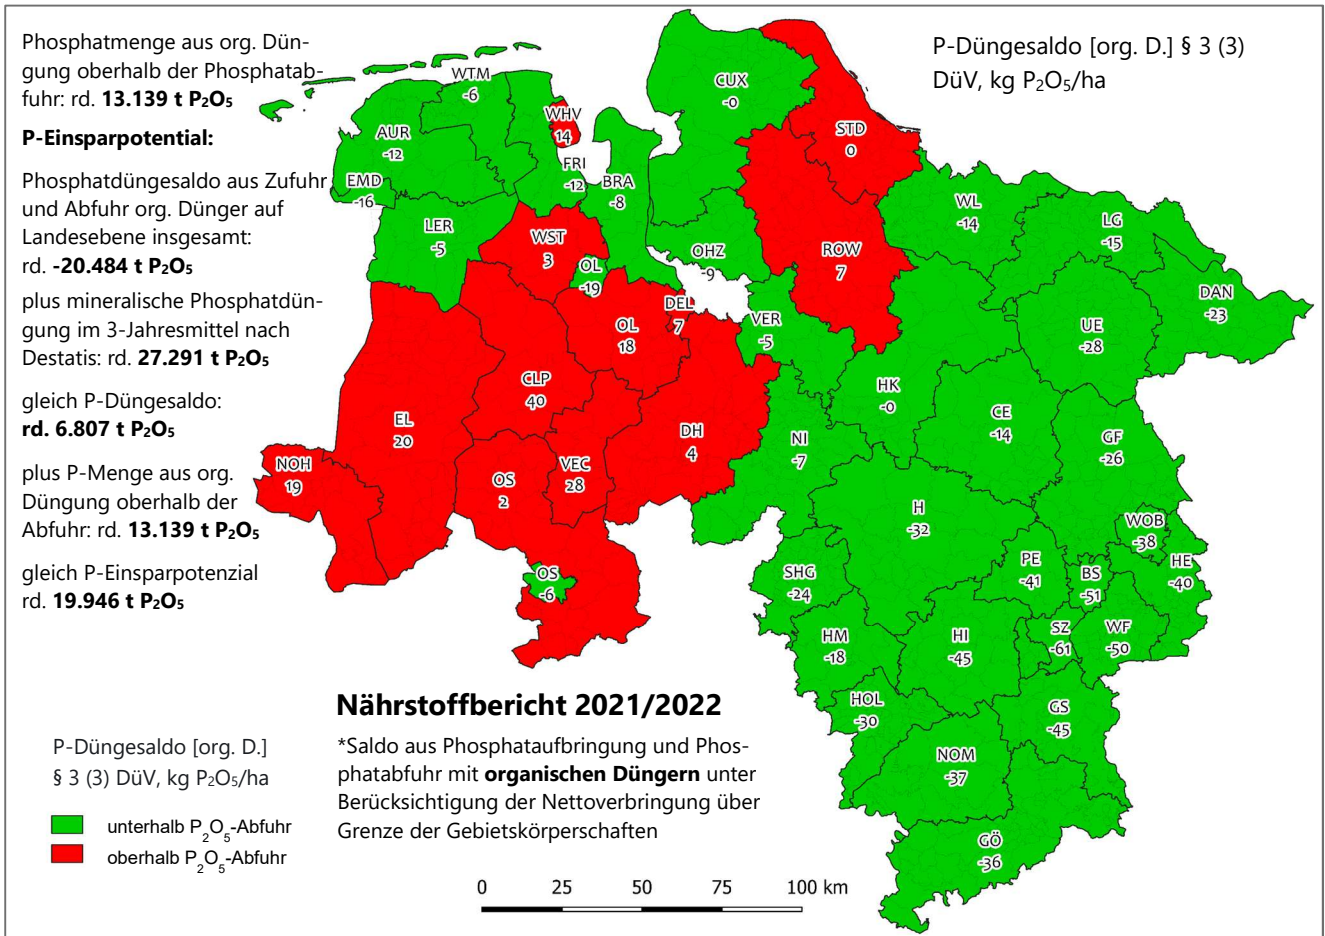 Phosphatmenge aus org. Dün-
gung oberhalb der Phosphatab-
fuhr: rd. 13.139 t P₂O₅
P-Einsparpotential:
Phosphatdüngesaldo aus Zufuhr
und Abfuhr org. Dünger auf
Landesebene insgesamt:
rd. -20.484 t P₂O₅
plus mineralische Phosphatdün-
gung im 3-Jahresmittel nach
Destatis: rd. 27.291 t P₂O₅
gleich P-Düngesaldo:
rd. 6.807 t P₂O₅
plus P-Menge aus org.
Düngung oberhalb der
Abfuhr: rd. 13.139 t P₂O₅
gleich P-Einsparpotenzial
rd. 19.946 t P₂O₅
P-Düngesaldo [org. D.] § 3 (3)
DüV, kg P₂O₅/ha
WTM
-6
CUX
-0
WHV
14
STD
0
AUR
-12
FRI
-12
EMD
-16
BRA
-8
WL
-14
LG
-15
LER
-5
WST
3
OL
-19
OHZ
-9
ROW
7
DAN
-23
DEL
7
OL
18
VER
-5
UE
-28
CLP
40
HK
-0
EL
20
CE
-14
DH
4
NI
-7
GF
-26
NOH
19
OS
2
VEC
28
H
-32
WOB
-38
PE
-41
BS
-51
HE
-40
OS
-6
SHG
-24
HM
-18
HI
-45
SZ
-61
WF
-50
HOL
-30
GS
-45
NOM
-37
GÖ
-36
Nährstoffbericht 2021/2022
*Saldo aus Phosphataufbringung und Phos-
phatabfuhr mit organischen Düngern unter
Berücksichtigung der Nettoverbringung über
Grenze der Gebietskörperschaften
P-Düngesaldo [org. D.]
§ 3 (3) DüV, kg P₂O₅/ha
unterhalb P₂O₅-Abfuhr
oberhalb P₂O₅-Abfuhr
0 25 50 75 100 km